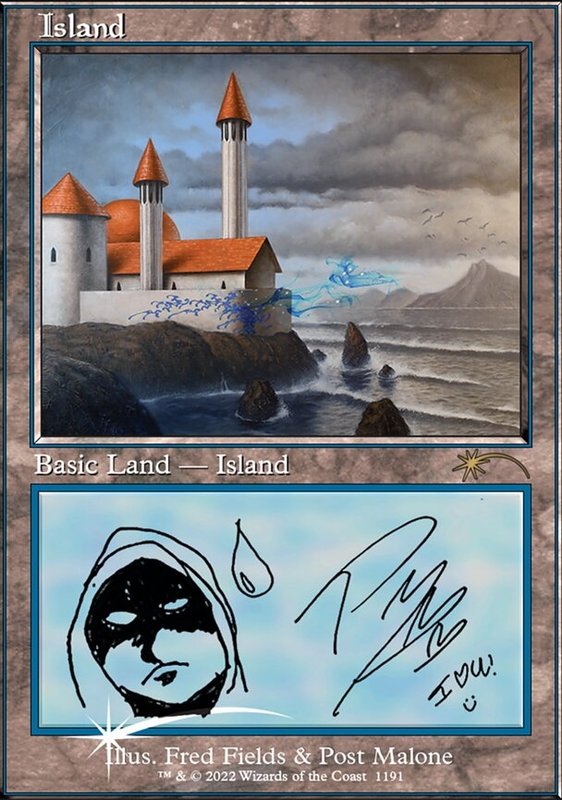 Island
Basic Land — Island
I ♡ U!
Illus. Fred Fields & Post Malone
™ & © 2022 Wizards of the Coast 1191